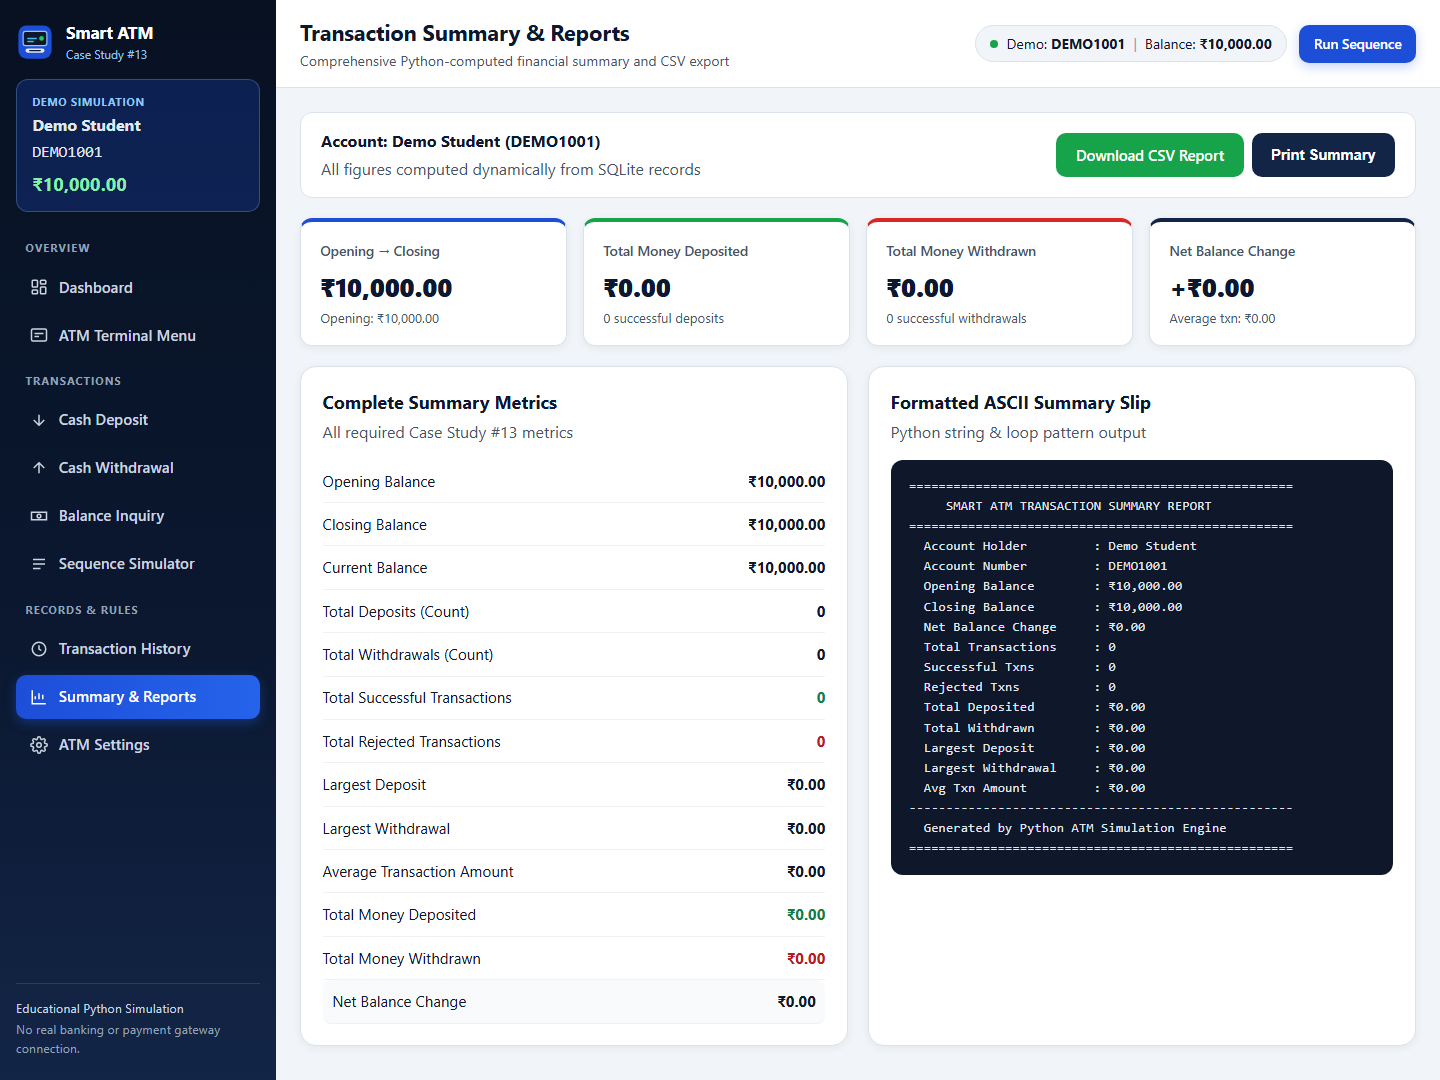 Smart ATM
Case Study #13
DEMO SIMULATION
Demo Student
DEMO1001
₹10,000.00
OVERVIEW
Dashboard
ATM Terminal Menu
TRANSACTIONS
Cash Deposit
Cash Withdrawal
Balance Inquiry
Sequence Simulator
RECORDS & RULES
Transaction History
Summary & Reports
ATM Settings
Educational Python Simulation
No real banking or payment gateway
connection.
Transaction Summary & Reports
Comprehensive Python-computed financial summary and CSV export
Demo: DEMO1001 | Balance: ₹10,000.00
Run Sequence
Account: Demo Student (DEMO1001)
All figures computed dynamically from SQLite records
Download CSV Report
Print Summary
Opening → Closing
₹10,000.00
Opening: ₹10,000.00
Total Money Deposited
₹0.00
0 successful deposits
Total Money Withdrawn
₹0.00
0 successful withdrawals
Net Balance Change
+₹0.00
Average txn: ₹0.00
Complete Summary Metrics
All required Case Study #13 metrics
Opening Balance ₹10,000.00
Closing Balance ₹10,000.00
Current Balance ₹10,000.00
Total Deposits (Count) 0
Total Withdrawals (Count) 0
Total Successful Transactions 0
Total Rejected Transactions 0
Largest Deposit ₹0.00
Largest Withdrawal ₹0.00
Average Transaction Amount ₹0.00
Total Money Deposited ₹0.00
Total Money Withdrawn ₹0.00
Net Balance Change ₹0.00
Formatted ASCII Summary Slip
Python string & loop pattern output
====================================================
SMART ATM TRANSACTION SUMMARY REPORT
====================================================
Account Holder : Demo Student
Account Number : DEMO1001
Opening Balance : ₹10,000.00
Closing Balance : ₹10,000.00
Net Balance Change : ₹0.00
Total Transactions : 0
Successful Txns : 0
Rejected Txns : 0
Total Deposited : ₹0.00
Total Withdrawn : ₹0.00
Largest Deposit : ₹0.00
Largest Withdrawal : ₹0.00
Avg Txn Amount : ₹0.00
----------------------------------------------------
Generated by Python ATM Simulation Engine
====================================================